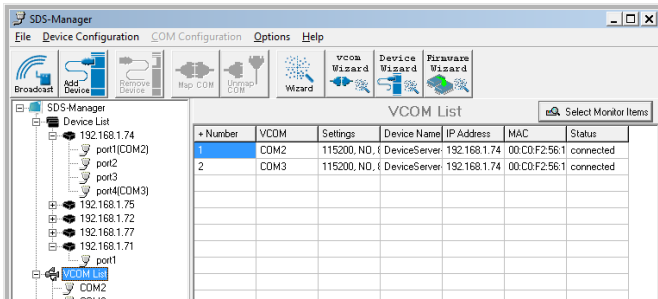 SDS-Manager
File Device Configuration COM Configuration Options Help
Broadcast Add Device Remove Device Map COM Unmap COM Wizard VCOM Wizard Device Wizard Firmware Wizard
SDS-Manager
VCOM List Select Monitor Items
Device List
192.168.1.74
port1(COM2)
port2
port3
port4(COM3)
192.168.1.75
192.168.1.72
192.168.1.77
192.168.1.71
port1
VCOM List
COM2
+ Number VCOM Settings Device Name IP Address MAC Status
1 COM2 115200, NO, DeviceServer- 192.168.1.74 00:C0:F2:56:1 connected
2 COM3 115200, NO, DeviceServer- 192.168.1.74 00:C0:F2:56:1 connected